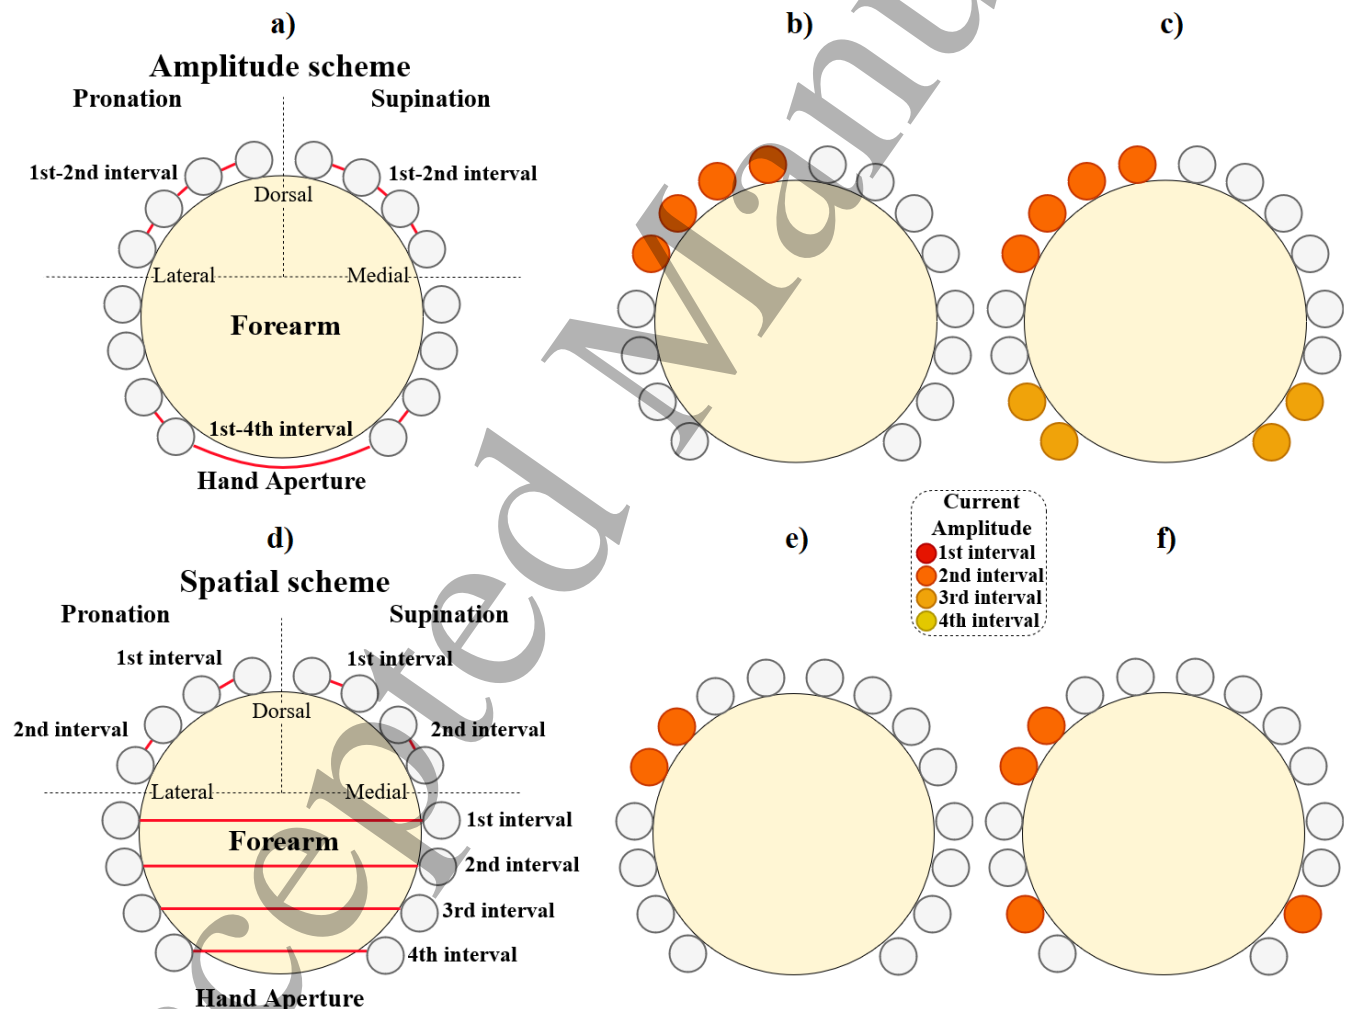 a)
Amplitude scheme
Pronation
Supination
1st-2nd interval
1st-2nd interval
Dorsal
Lateral
Medial
Forearm
1st-4th interval
Hand Aperture
b)
c)
Current
Amplitude
1st interval
2nd interval
3rd interval
4th interval
d)
Spatial scheme
Pronation
Supination
1st interval
1st interval
2nd interval
2nd interval
Dorsal
Lateral
Medial
1st interval
Forearm
2nd interval
3rd interval
4th interval
Hand Aperture
e)
f)
cepted Manu